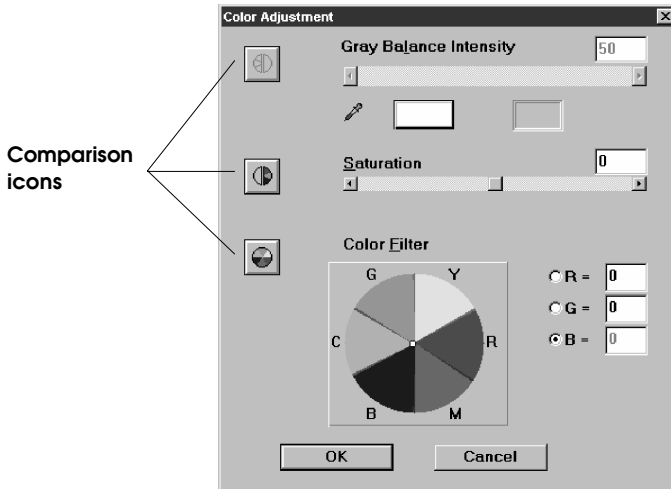 Color Adjustment
Gray Balance Intensity
50
Comparison
icons
Saturation
0
Color Filter
G Y
C R
B M
R = 0
G = 0
B = 0
OK Cancel